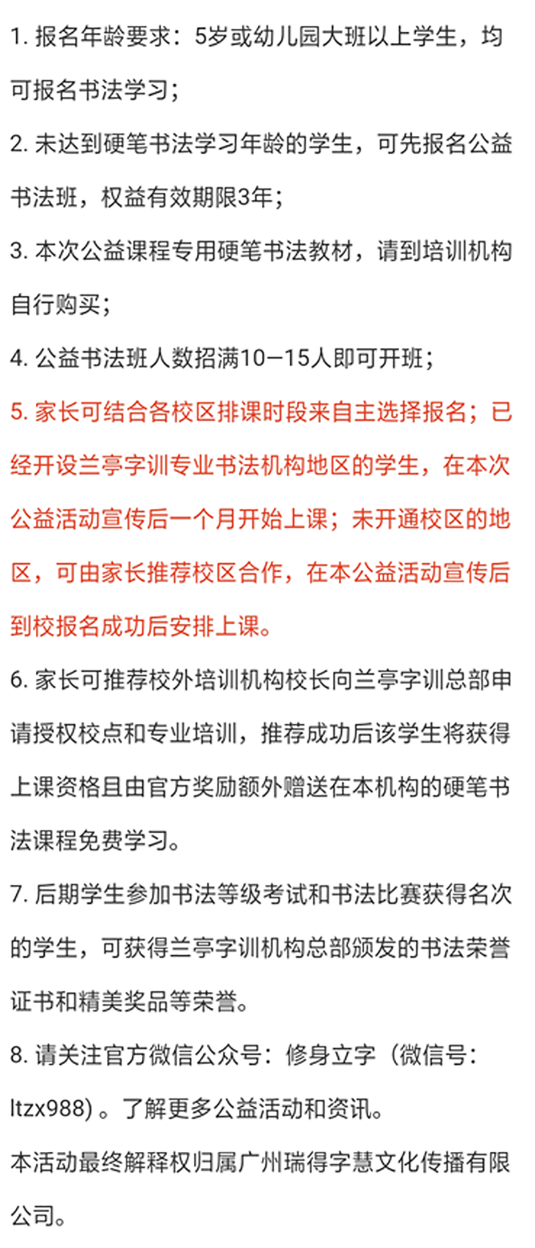 1. 报名年龄要求：5岁或幼儿园大班以上学生，均
可报名书法学习；
2. 未达到硬笔书法学习年龄的学生，可先报名公益
书法班，权益有效期限3年；
3. 本次公益课程专用硬笔书法教材，请到培训机构
自行购买；
4. 公益书法班人数招满10—15人即可开班；
5. 家长可结合各校区排课时段来自主选择报名；已
经开设兰亭字训专业书法机构地区的学生，在本次
公益活动宣传后一个月开始上课；未开通校区的地
区，可由家长推荐校区合作，在本公益活动宣传后
到校报名成功后安排上课。
6. 家长可推荐校外培训机构校长向兰亭字训总部申
请授权校点和专业培训，推荐成功后该学生将获得
上课资格且由官方奖励额外赠送在本机构的硬笔书
法课程免费学习。
7. 后期学生参加书法等级考试和书法比赛获得名次
的学生，可获得兰亭字训机构总部颁发的书法荣誉
证书和精美奖品等荣誉。
8. 请关注官方微信公众号：修身立字（微信号：
ltzx988) 。了解更多公益活动和资讯。
本活动最终解释权归属广州瑞得字慧文化传播有限
公司。